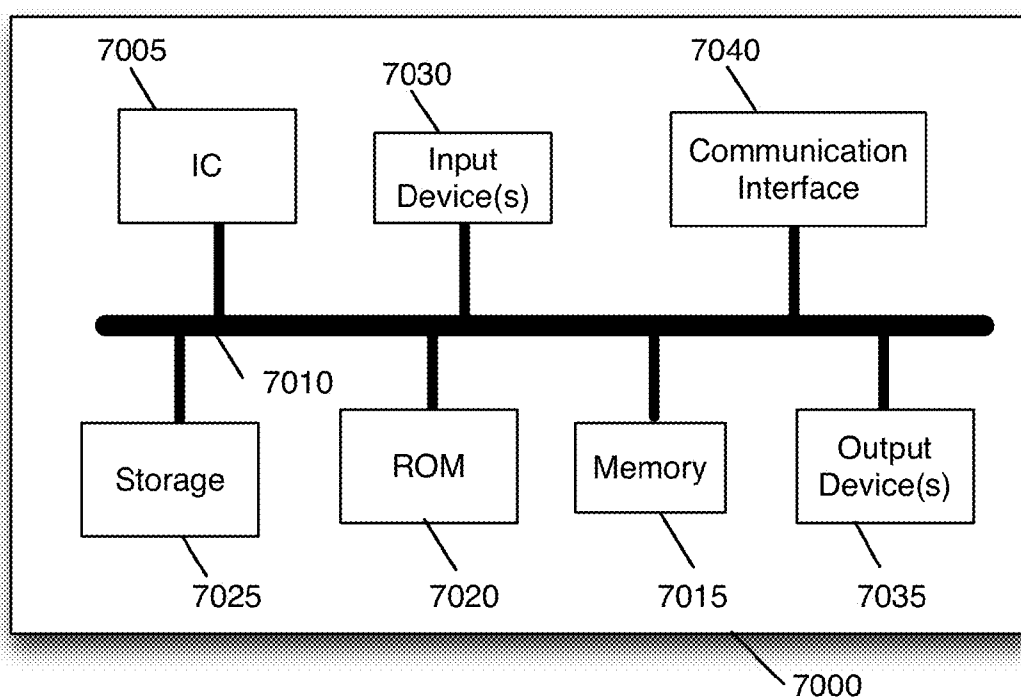 7005
7030
7040
IC
Input
Device(s)
Communication
Interface
7010
Storage
ROM
Memory
Output
Device(s)
7025
7020
7015
7035
7000